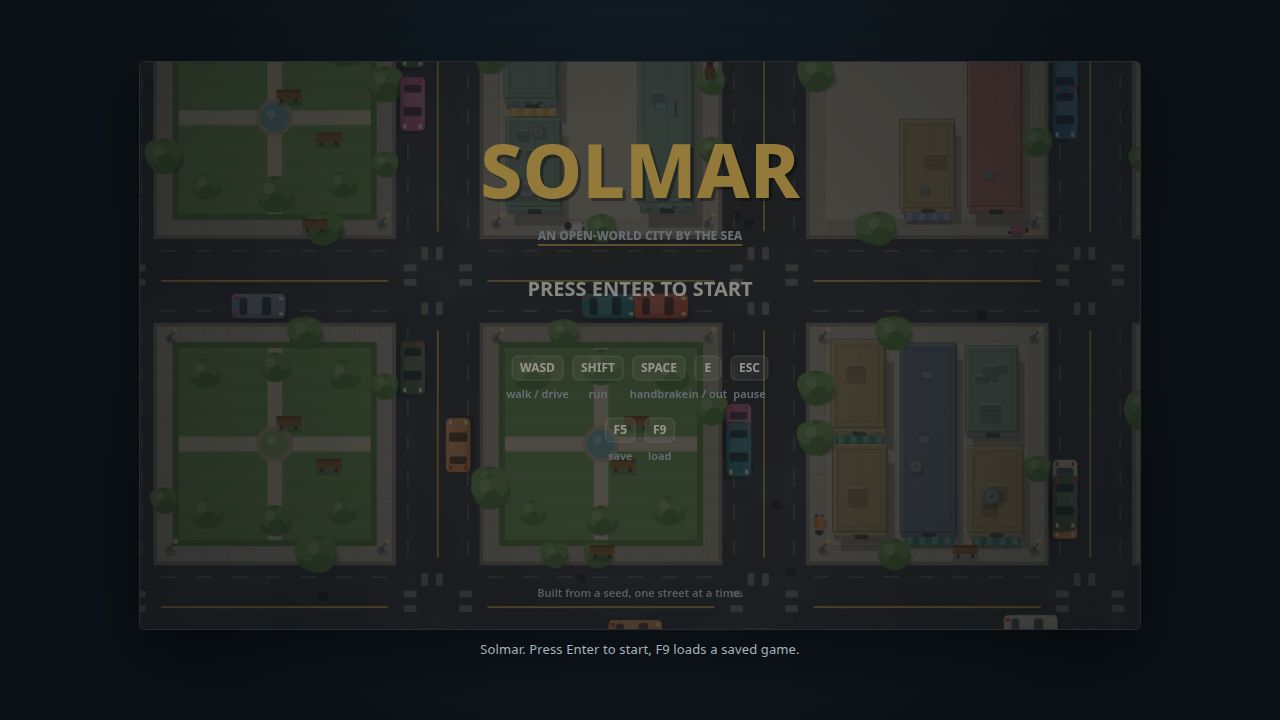 SOLMAR
AN OPEN-WORLD CITY BY THE SEA
PRESS ENTER TO START
WASD SHIFT SPACE E ESC
walk / drive run handbrake in / out pause
F5 F9
save load
Built from a seed, one street at a time.
Solmar. Press Enter to start, F9 loads a saved game.